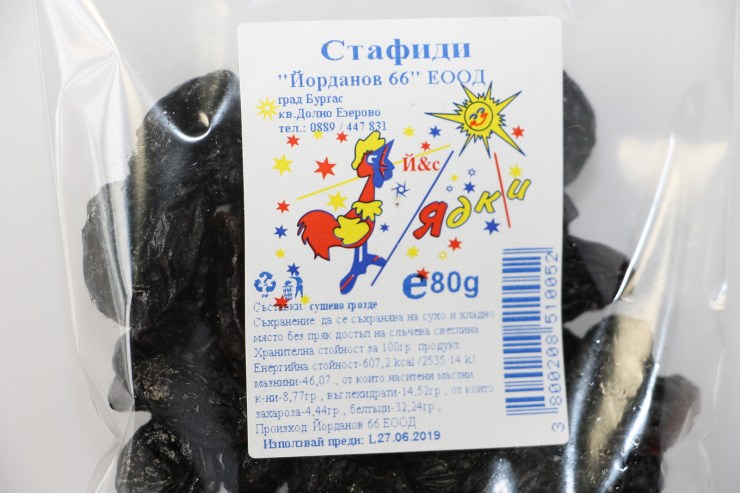 Стафиди
"Йорданов 66" ЕООД
град Бургас
кв.Долно Езерово
тел.: 0889 / 447 831
Й&с
Ядки
e80g
Съставки сушено грозде
Съхранение да се съхранява на сухо и хладно
място без пряк достъп на слъчева светлина
Хранителна стойност за 100гр продукт
Енергийна стойност-607,2 kcal /2535.14 kJ
мазнини-46,07 , от които наситени мастни
к-ни-8,77гр , въглехидрати-14,52гр , от които
захароза-4,44гр , белтъци-32,24гр ,
Произход Йорданов 66 ЕООД
Използвай преди: L27.06.2019
3 800208 510052